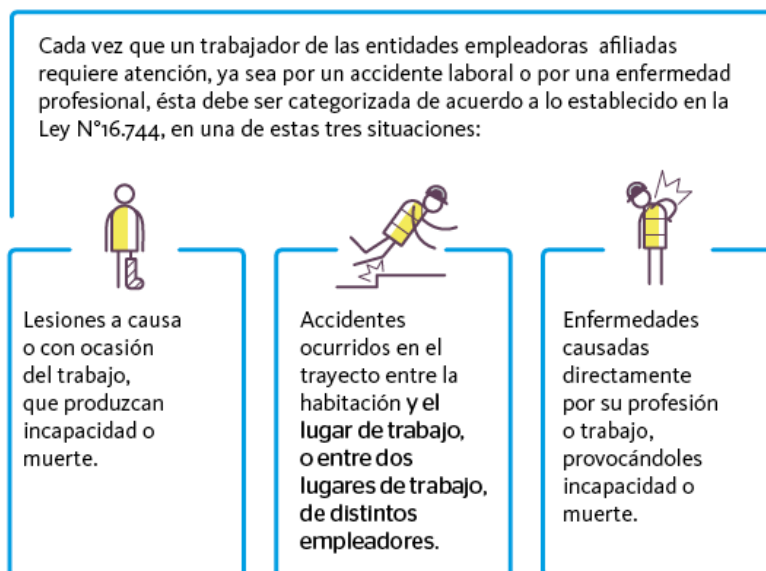 Cada vez que un trabajador de las entidades empleadoras afiliadas
requiere atención, ya sea por un accidente laboral o por una enfermedad
profesional, ésta debe ser categorizada de acuerdo a lo establecido en la
Ley N°16.744, en una de estas tres situaciones:
Lesiones a causa
o con ocasión
del trabajo,
que produzcan
incapacidad o
muerte.
Accidentes
ocurridos en el
trayecto entre la
habitación y el
lugar de trabajo,
o entre dos
lugares de trabajo,
de distintos
empleadores.
Enfermedades
causadas
directamente
por su profesión
o trabajo,
provocándoles
incapacidad o
muerte.